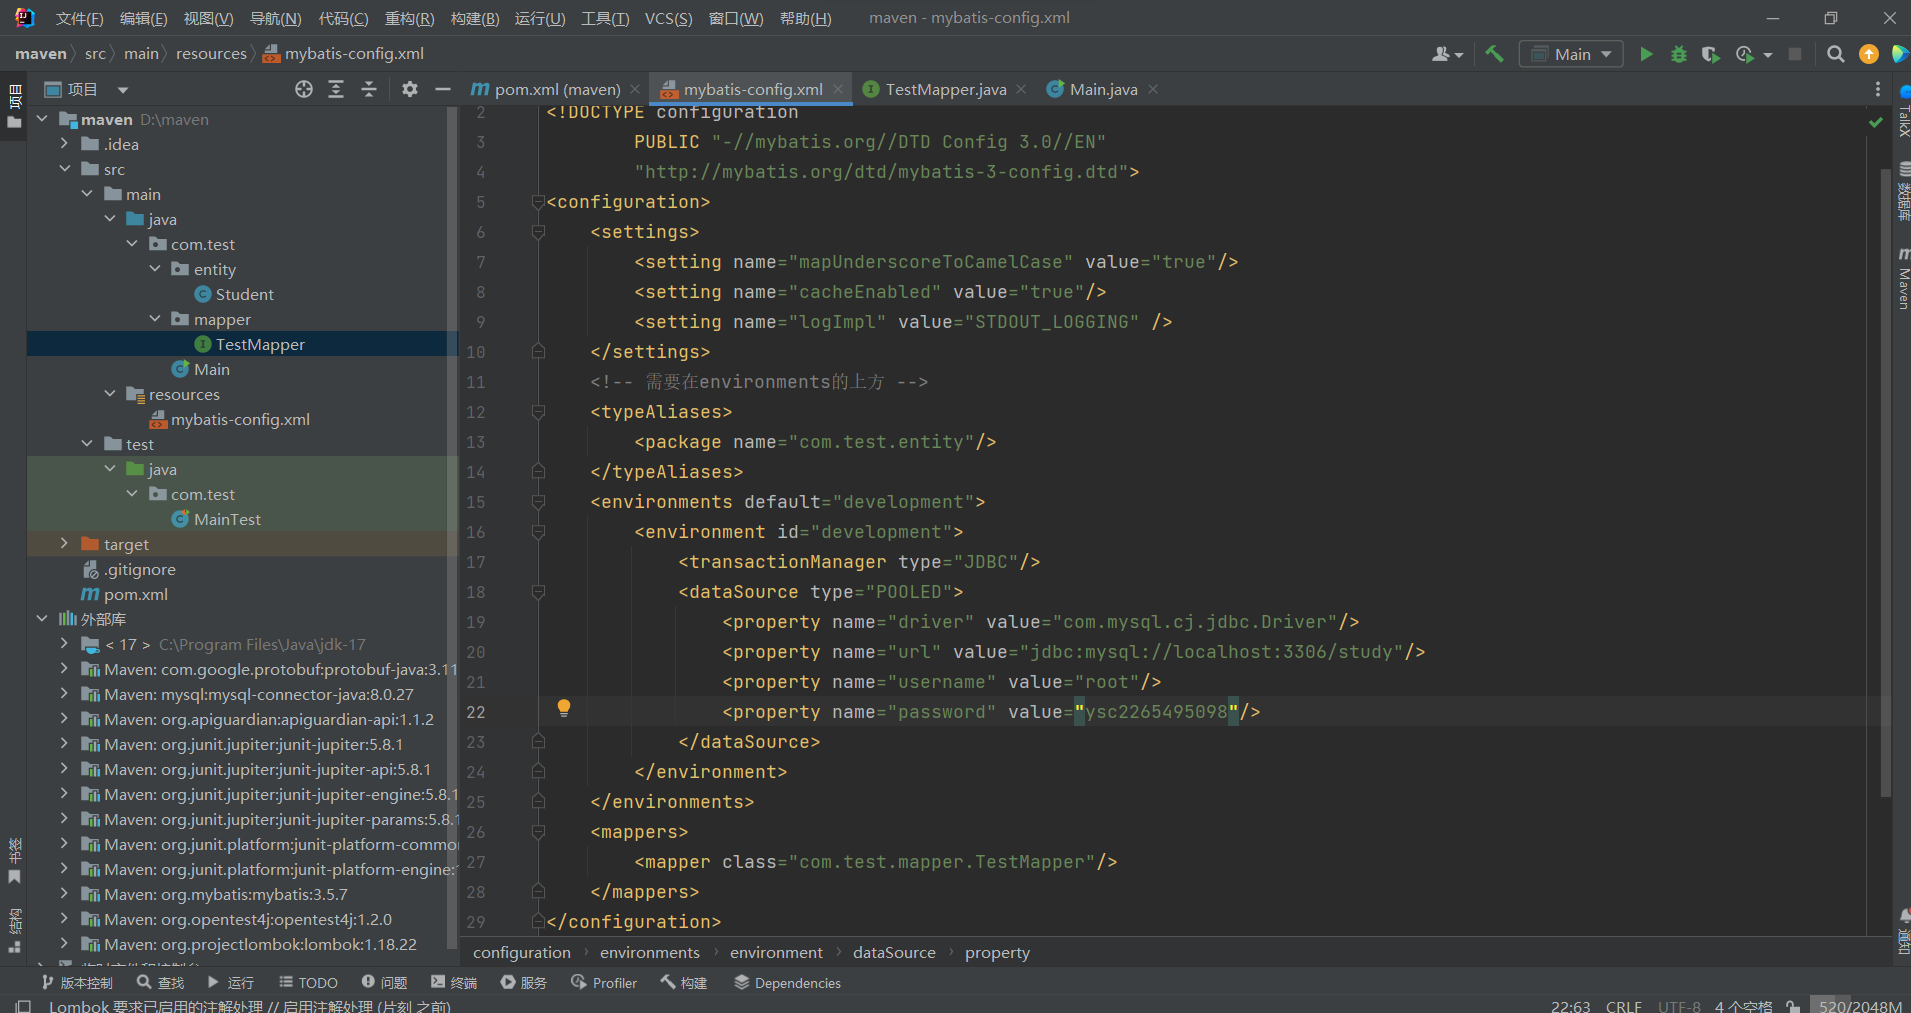 文件(F) 编辑(E) 视图(V) 导航(N) 代码(C) 重构(R) 构建(B) 运行(U) 工具(T) VCS(S) 窗口(W) 帮助(H) maven - mybatis-config.xml
maven src main resources mybatis-config.xml Main
项目 pom.xml (maven) mybatis-config.xml TestMapper.java Main.java
项目
书签
结构
maven D:\maven
.idea
src
main
java
com.test
entity
Student
mapper
TestMapper
Main
resources
mybatis-config.xml
test
java
com.test
MainTest
target
.gitignore
pom.xml
外部库
< 17 > C:\Program Files\Java\jdk-17
Maven: com.google.protobuf:protobuf-java:3.11
Maven: mysql:mysql-connector-java:8.0.27
Maven: org.apiguardian:apiguardian-api:1.1.2
Maven: org.junit.jupiter:junit-jupiter:5.8.1
Maven: org.junit.jupiter:junit-jupiter-api:5.8.1
Maven: org.junit.jupiter:junit-jupiter-engine:5.8.1
Maven: org.junit.jupiter:junit-jupiter-params:5.8.1
Maven: org.junit.platform:junit-platform-common
Maven: org.junit.platform:junit-platform-engine:
Maven: org.mybatis:mybatis:3.5.7
Maven: org.opentest4j:opentest4j:1.2.0
Maven: org.projectlombok:lombok:1.18.22
2 <!DOCTYPE configuration
3 PUBLIC "-//mybatis.org//DTD Config 3.0//EN"
4 "http://mybatis.org/dtd/mybatis-3-config.dtd">
5 <configuration>
6 <settings>
7 <setting name="mapUnderscoreToCamelCase" value="true"/>
8 <setting name="cacheEnabled" value="true"/>
9 <setting name="logImpl" value="STDOUT_LOGGING" />
10 </settings>
11 <!-- 需要在environments的上方 -->
12 <typeAliases>
13 <package name="com.test.entity"/>
14 </typeAliases>
15 <environments default="development">
16 <environment id="development">
17 <transactionManager type="JDBC"/>
18 <dataSource type="POOLED">
19 <property name="driver" value="com.mysql.cj.jdbc.Driver"/>
20 <property name="url" value="jdbc:mysql://localhost:3306/study"/>
21 <property name="username" value="root"/>
22 <property name="password" value="ysc2265495098"/>
23 </dataSource>
24 </environment>
25 </environments>
26 <mappers>
27 <mapper class="com.test.mapper.TestMapper"/>
28 </mappers>
29 </configuration>
configuration environments environment dataSource property
TalkX
数据库
Maven
通知
版本控制 查找 运行 TODO 问题 终端 服务 Profiler 构建 Dependencies
Lombok 要求已启用的注解处理 // 启用注解处理 (片刻 之前) 22:63 CRLF UTF-8 4 个空格 520/2048M